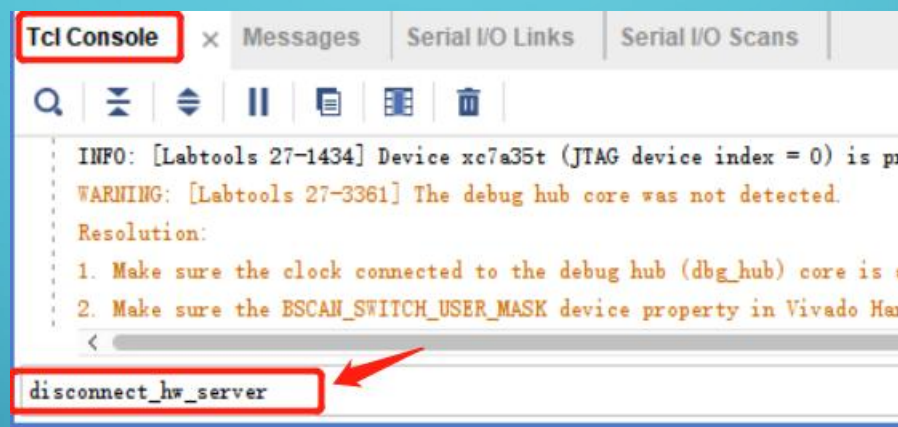 Tcl Console × Messages Serial I/O Links Serial I/O Scans
INFO: [Labtools 27-1434] Device xc7a35t (JTAG device index = 0) is
WARNING: [Labtools 27-3361] The debug hub core was not detected.
Resolution:
1. Make sure the clock connected to the debug hub (dbg_hub) core is
2. Make sure the BSCAN_SWITCH_USER_MASK device property in Vivado
disconnect_hw_server